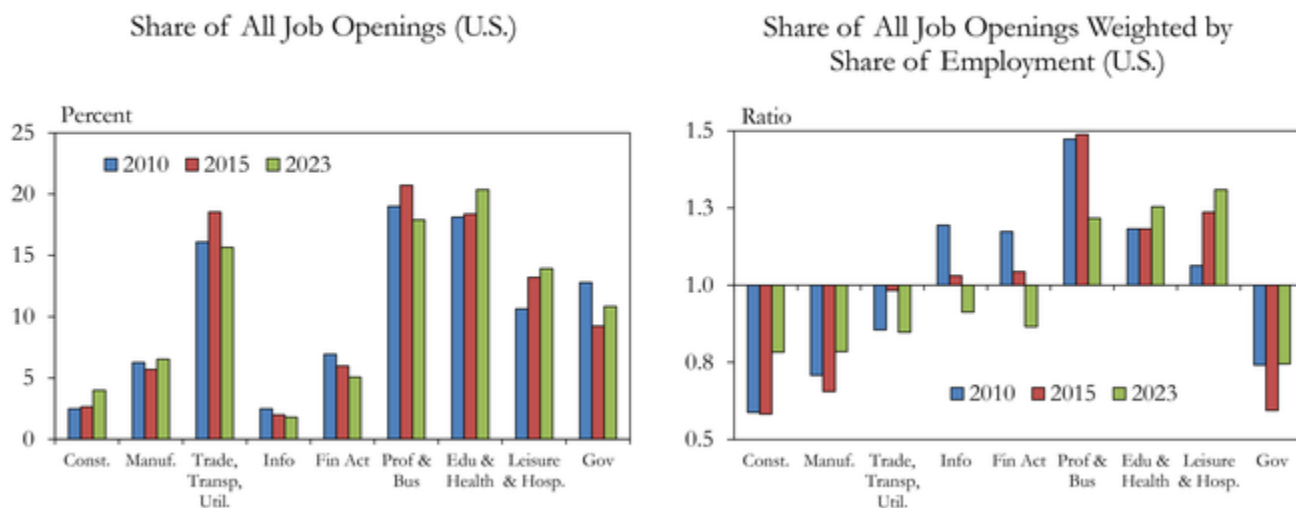 Share of All Job Openings (U.S.)
Percent
25
20
15
10
5
0
2010 2015 2023
Const. Manuf. Trade, Info Fin Act Prof & Edu & Leisure Gov
Transp, Bus Health & Hosp.
Util.
Share of All Job Openings Weighted by
Share of Employment (U.S.)
Ratio
1.5
1.3
1.0
0.8
0.5
2010 2015 2023
Const. Manuf. Trade, Info Fin Act Prof & Edu & Leisure Gov
Transp, Bus Health & Hosp.
Util.